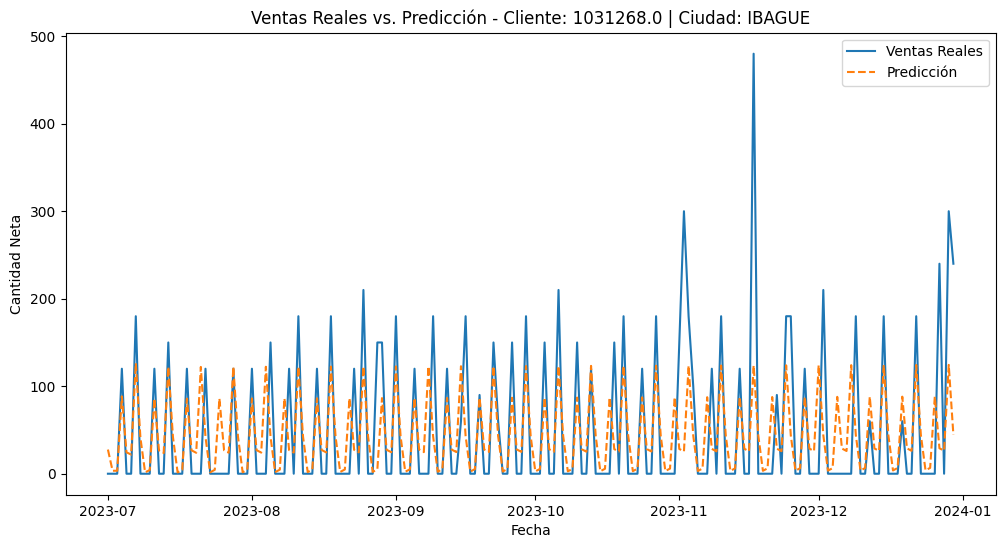 Ventas Reales vs. Predicción - Cliente: 1031268.0 | Ciudad: IBAGUE
Ventas Reales
Predicción
Cantidad Neta
500
400
300
200
100
0
2023-07
2023-08
2023-09
2023-10
2023-11
2023-12
2024-01
Fecha